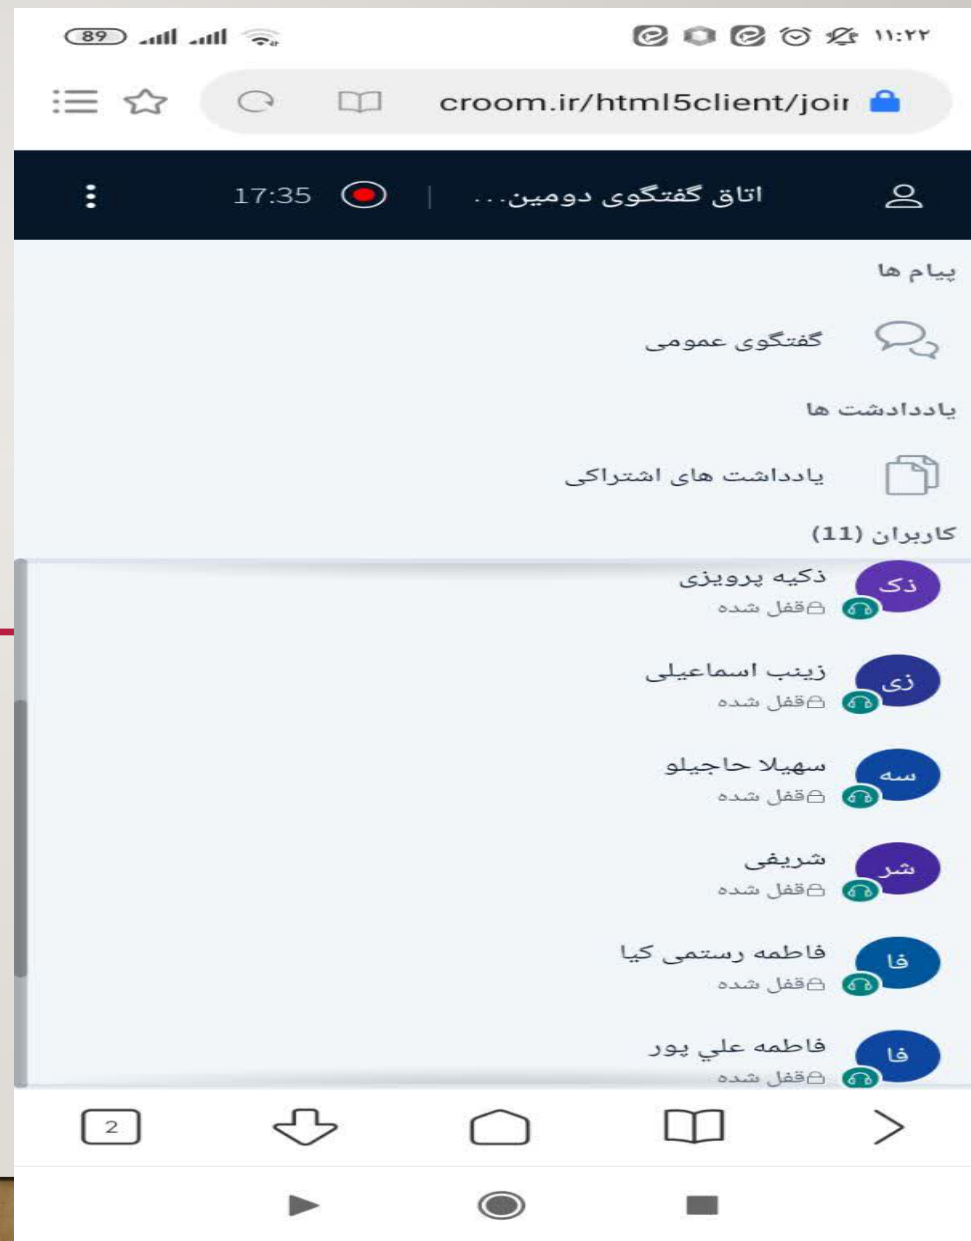 89
۱۱:۲۲
croom.ir/html5client/joir
اتاق گفتگوی دومین...
17:35
پیام ها
گفتگوی عمومی
یاددادشت ها
یادداشت های اشتراکی
کاربران (11)
ذک
ذکیه پرویزی
قفل شده
زی
زینب اسماعیلی
قفل شده
سه
سهیلا حاجیلو
قفل شده
شر
شریفی
قفل شده
فا
فاطمه رستمی کیا
قفل شده
فا
فاطمه علي پور
قفل شده
2